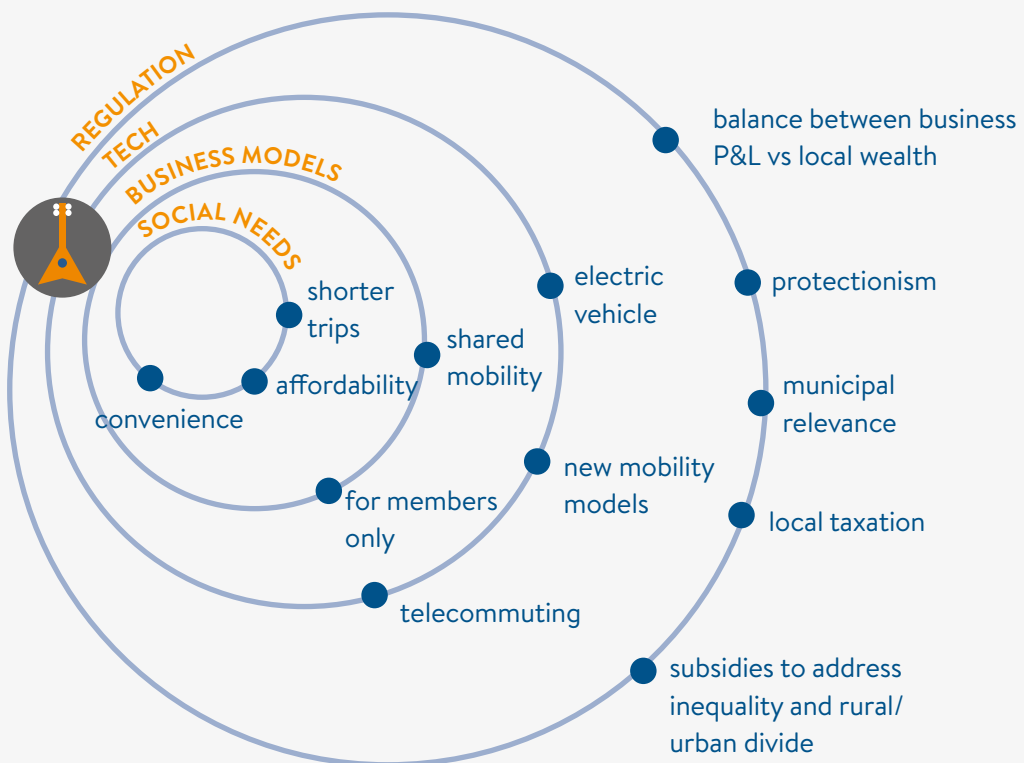 REGULATION
TECH
BUSINESS MODELS
SOCIAL NEEDS
balance between business
P&L vs local wealth
electric
vehicle
protectionism
shorter
trips
shared
mobility
affordability
convenience
municipal
relevance
new mobility
models
for members
only
local taxation
telecommuting
subsidies to address
inequality and rural/
urban divide